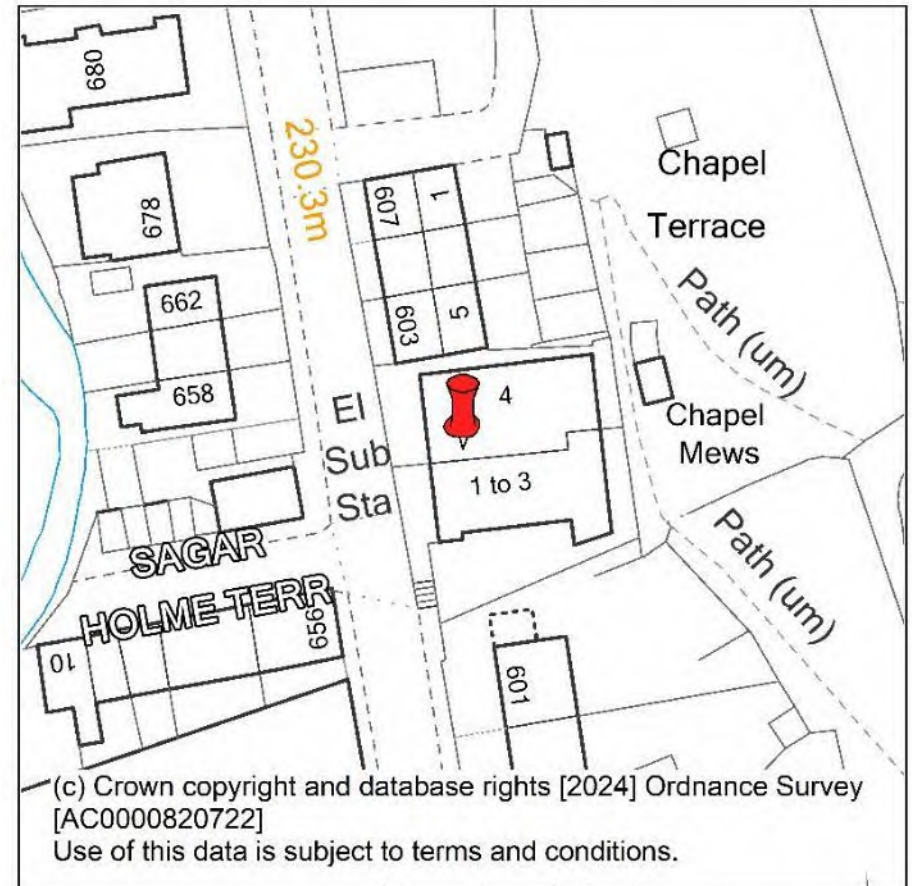 680
230.3m
678
607
1
Chapel
Terrace
662
603
5
Path (um)
658
El
Sub
Sta
4
Chapel
Mews
1 to 3
SAGAR
HOLME TERR
Path (um)
656
10
601
(c) Crown copyright and database rights [2024] Ordnance Survey
[AC0000820722]
Use of this data is subject to terms and conditions.